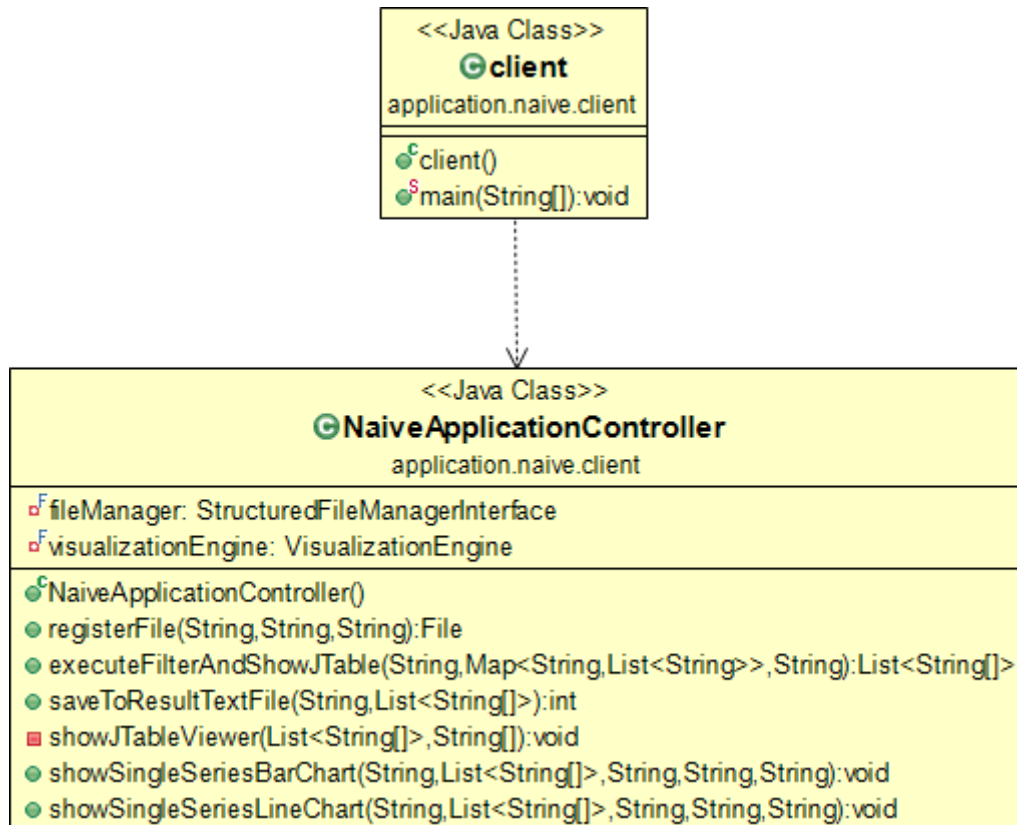 <<Java Class>>
client
application.naive.client
client()
main(String[]):void
<<Java Class>>
NaiveApplicationController
application.naive.client
fileManager: StructuredFileManagerInterface
visualizationEngine: VisualizationEngine
NaiveApplicationController()
registerFile(String,String,String):File
executeFilterAndShowJTable(String,Map<String,List<String>>,String):List<String[]>
saveToResultTextFile(String,List<String[]>):int
showJTableViewer(List<String[]>,String[]):void
showSingleSeriesBarChart(String,List<String[]>,String,String,String):void
showSingleSeriesLineChart(String,List<String[]>,String,String,String):void